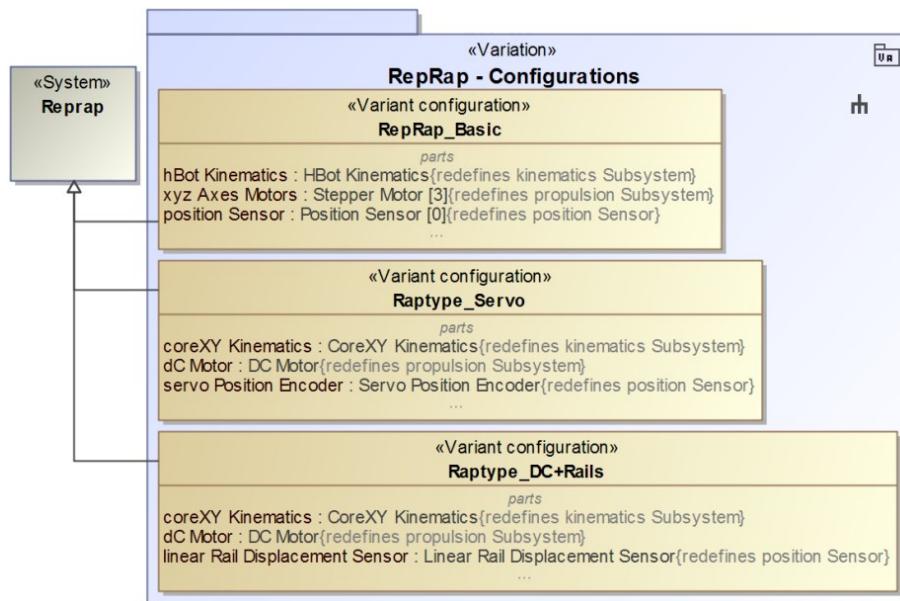 «Variation»
RepRap - Configurations
Va
«System»
Reprap
«Variant configuration»
RepRap_Basic
parts
hBot Kinematics : HBot Kinematics{redefines kinematics Subsystem}
xyz Axes Motors : Stepper Motor [3]{redefines propulsion Subsystem}
position Sensor : Position Sensor [0]{redefines position Sensor}
...
«Variant configuration»
Raptype_Servo
parts
coreXY Kinematics : CoreXY Kinematics{redefines kinematics Subsystem}
dC Motor : DC Motor{redefines propulsion Subsystem}
servo Position Encoder : Servo Position Encoder{redefines position Sensor}
...
«Variant configuration»
Raptype_DC+Rails
parts
coreXY Kinematics : CoreXY Kinematics{redefines kinematics Subsystem}
dC Motor : DC Motor{redefines propulsion Subsystem}
linear Rail Displacement Sensor : Linear Rail Displacement Sensor{redefines position Sensor}
...